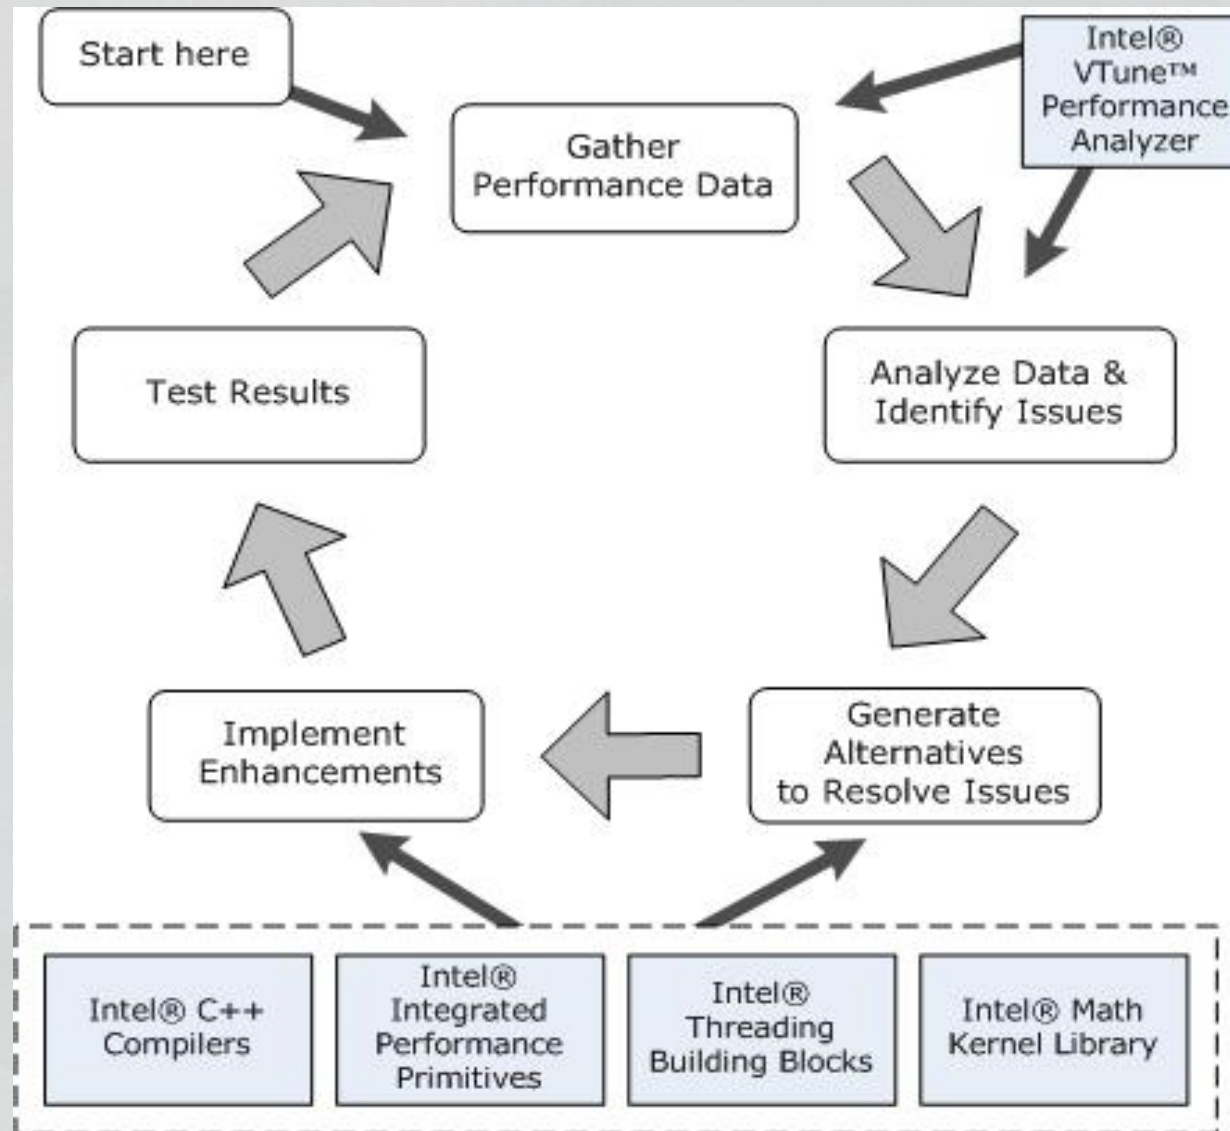 Start here
Intel®
VTune™
Performance
Analyzer
Gather
Performance Data
Test Results
Analyze Data &
Identify Issues
Implement
Enhancements
Generate
Alternatives
to Resolve Issues
Intel® C++
Compilers
Intel®
Integrated
Performance
Primitives
Intel®
Threading
Building Blocks
Intel® Math
Kernel Library